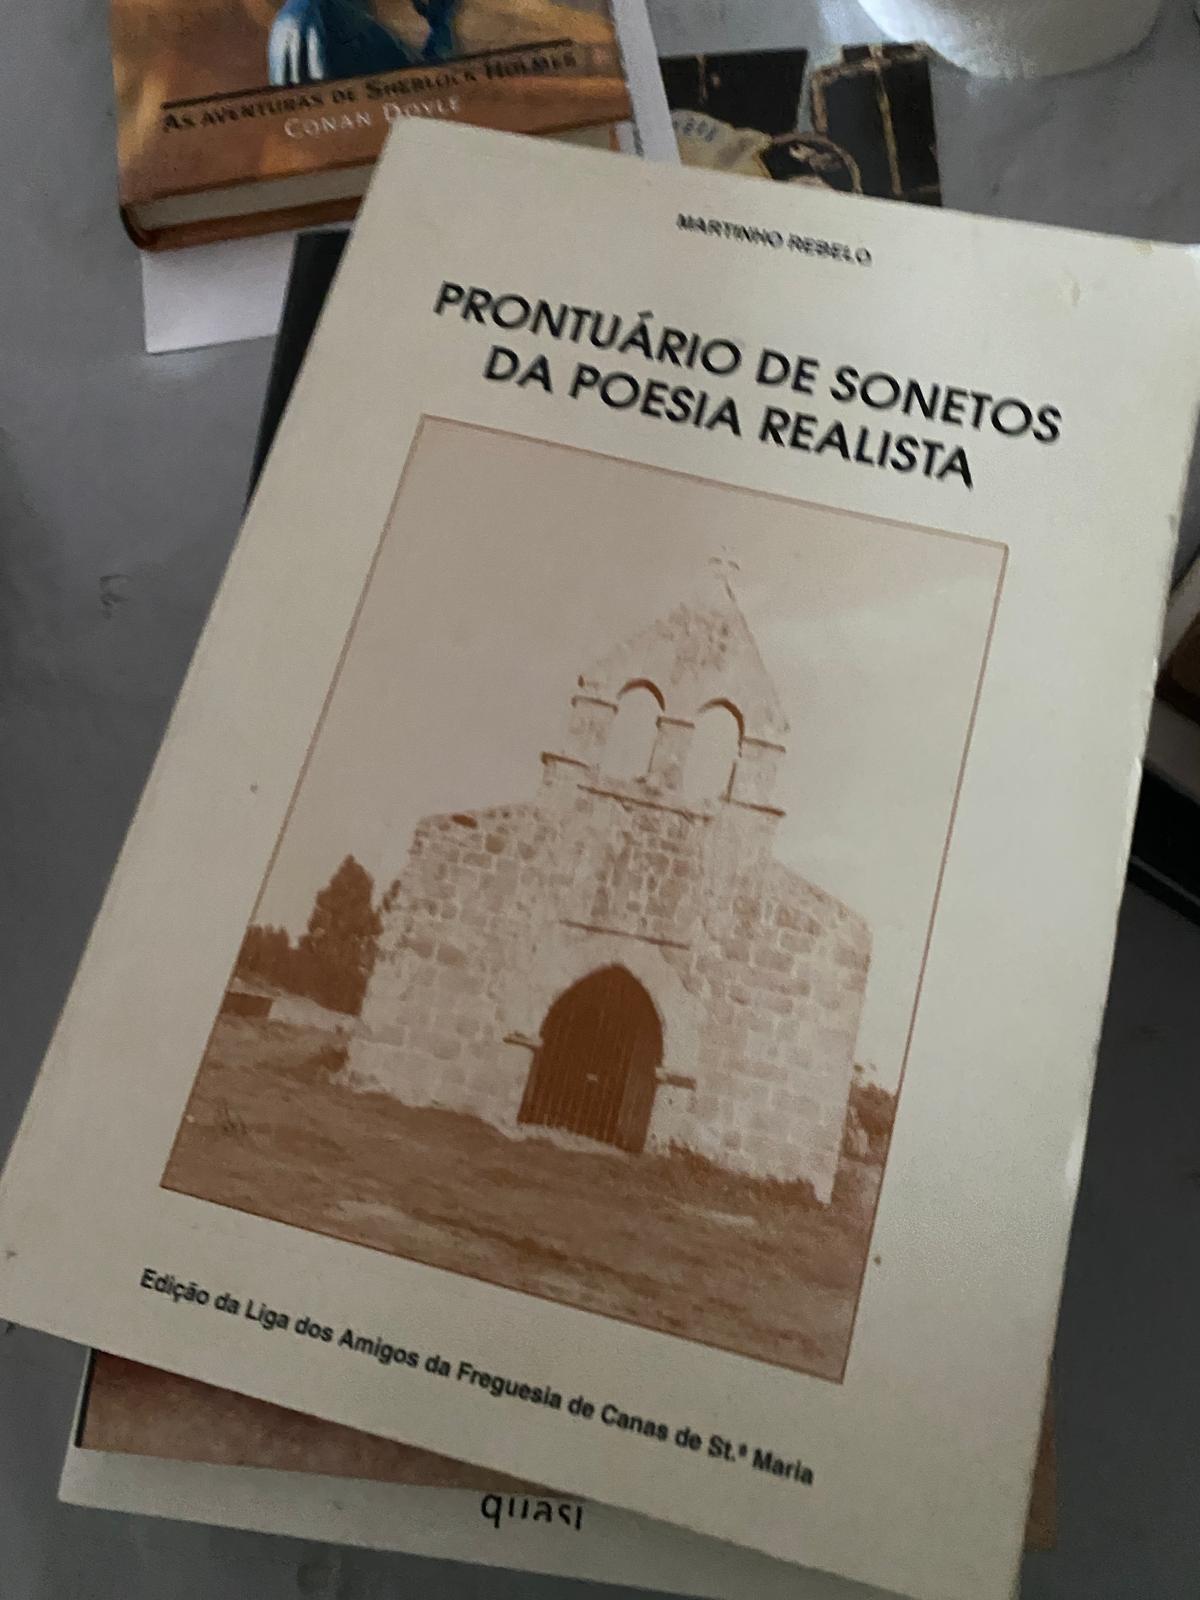 AS AVENTURAS DE SHERLOCK HOLMES
CONAN DOYLE
MARTINHO REBELO
PRONTUÁRIO DE SONETOS
DA POESIA REALISTA
Edição da Liga dos Amigos da Freguesia de Canas de St.ª Maria
quasi